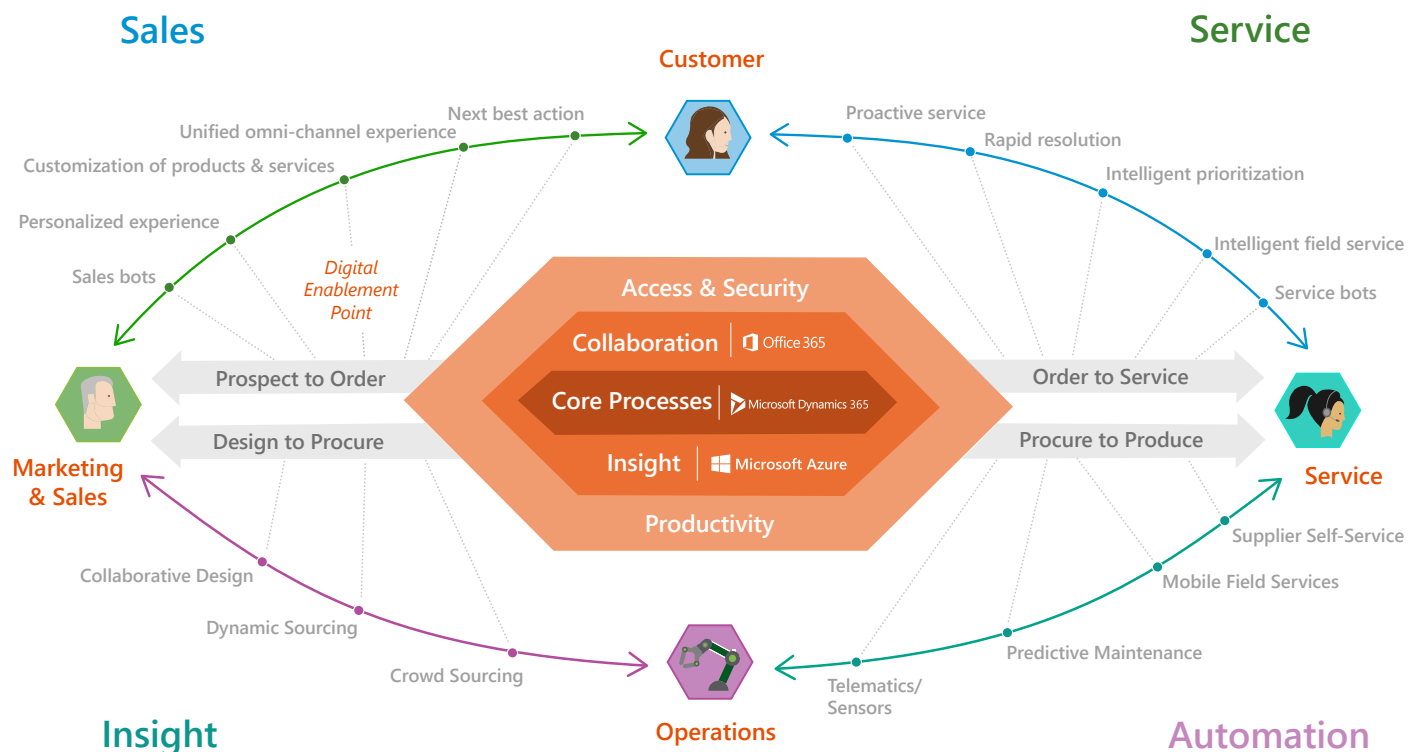 Sales
Service
Customer
Next best action
Unified omni-channel experience
Customization of products & services
Personalized experience
Sales bots
Proactive service
Rapid resolution
Intelligent prioritization
Intelligent field service
Service bots
Digital
Enablement
Point
Access & Security
Collaboration
Office 365
Prospect to Order
Order to Service
Core Processes
Microsoft Dynamics 365
Design to Procure
Procure to Produce
Insight
Microsoft Azure
Marketing
& Sales
Service
Productivity
Supplier Self-Service
Collaborative Design
Mobile Field Services
Dynamic Sourcing
Predictive Maintenance
Crowd Sourcing
Telematics/
Sensors
Operations
Insight
Automation